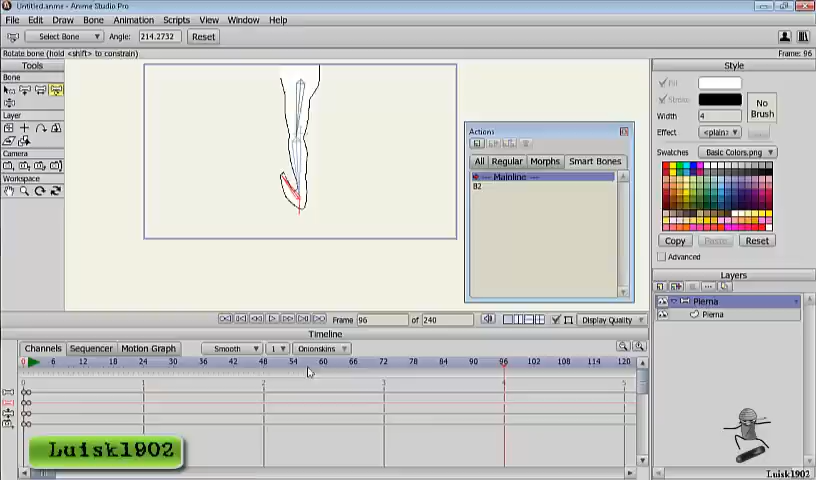 Untitled.anme - Anime Studio Pro
File Edit Draw Bone Animation Scripts View Window Help
Select Bone Angle: 214.2732 Reset
Rotate bone (hold <shift> to constrain) Frame: 96
Tools
Bone
Layer
Camera
Workspace
Actions
All Regular Morphs Smart Bones
--- Mainline ---
B2
Style
Fill
Stroke
No Brush
Width 4
Effect <plain>
Swatches Basic Colors.png
Copy Paste Reset
Advanced
Layers
Pierna
Pierna
Frame 96 of 240 Display Quality
Timeline
Channels Sequencer Motion Graph Smooth 1 Onionskins
0 6 12 18 24 30 36 42 48 54 60 66 72 78 84 90 96 102 108 114 120
0 1 2 3 4 5
Luisk1902
Luisk1902